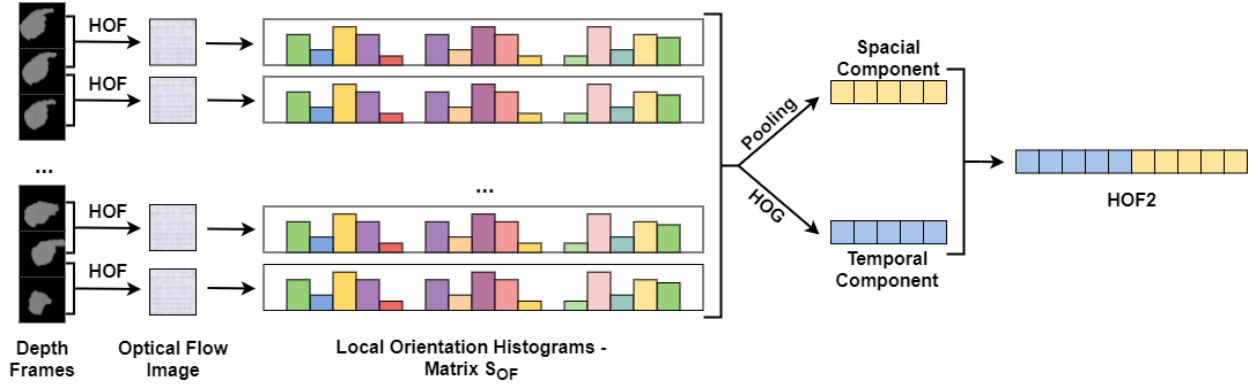 HOF
HOF
...
HOF
HOF
...
Pooling
HOG
Spacial
Component
Temporal
Component
HOF2
Depth
Frames
Optical Flow
Image
Local Orientation Histograms -
Matrix SOF